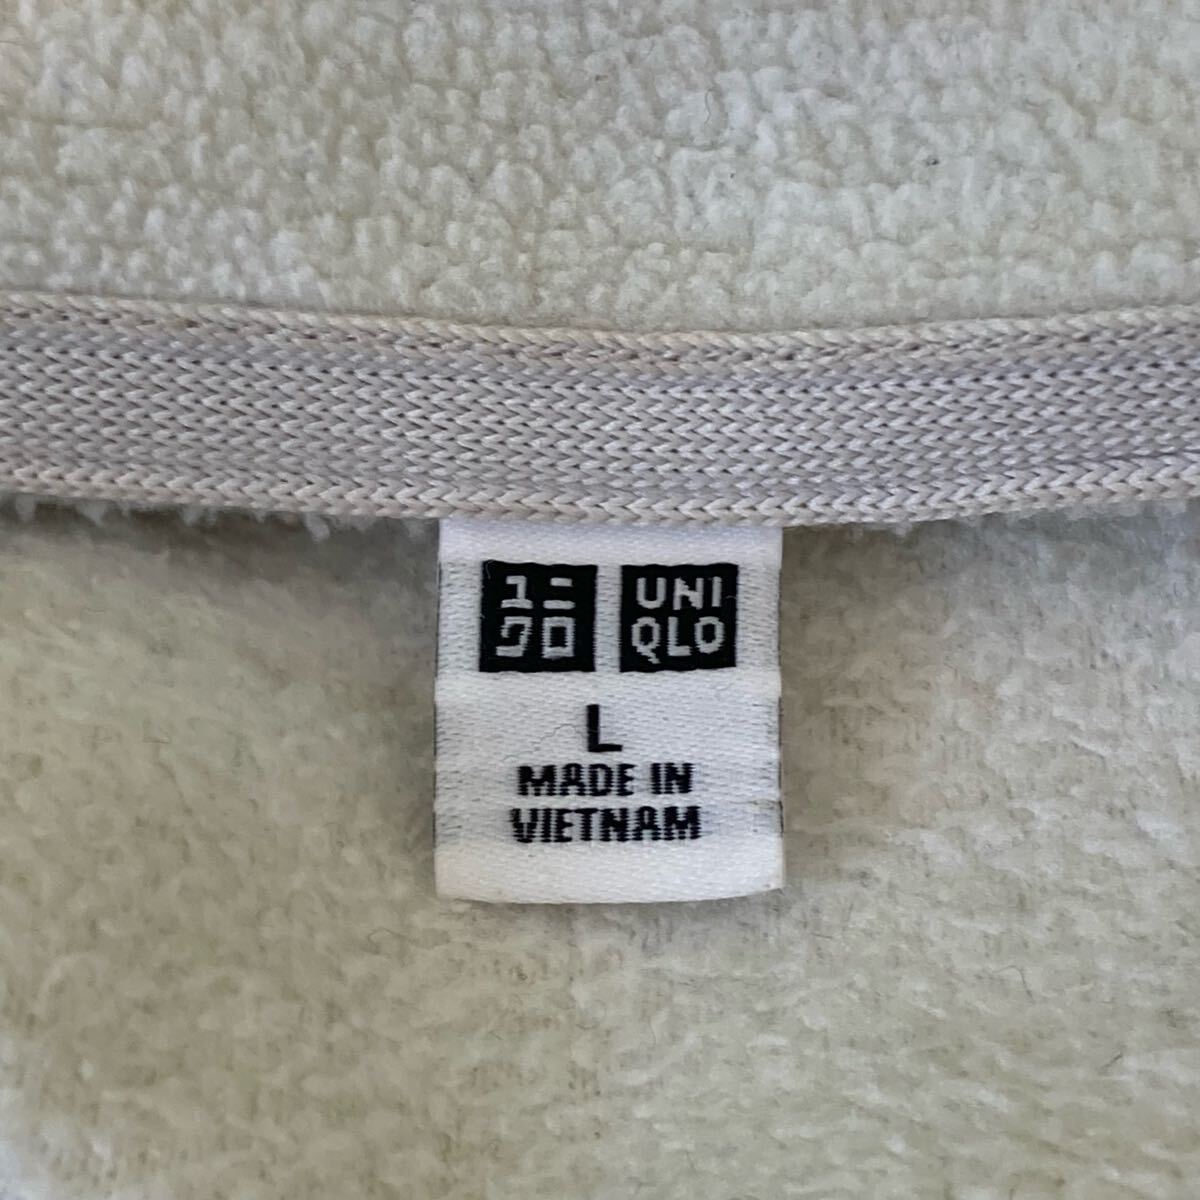 ユニ UNI
クロ QLO
L
MADE IN
VIETNAM